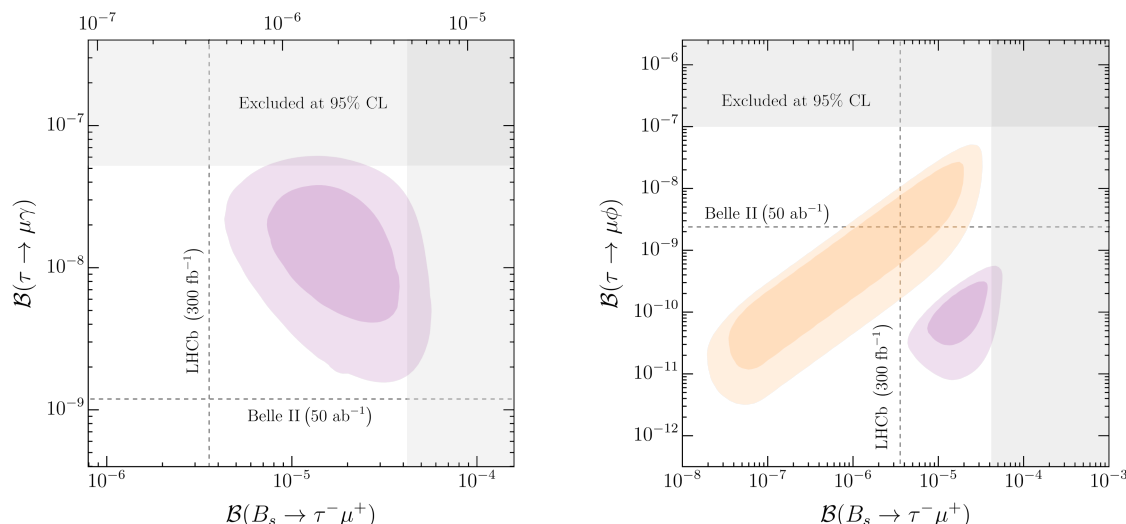 10⁻⁷ 10⁻⁶ 10⁻⁵
Excluded at 95% CL
10⁻⁷
10⁻⁸
10⁻⁹
B(τ → μγ)
LHCb (300 fb⁻¹)
Belle II (50 ab⁻¹)
10⁻⁶ 10⁻⁵ 10⁻⁴
B(Bₛ → τ⁻μ⁺)
10⁻⁶
10⁻⁷
10⁻⁸
10⁻⁹
10⁻¹⁰
10⁻¹¹
10⁻¹²
B(τ → μϕ)
Excluded at 95% CL
Belle II (50 ab⁻¹)
LHCb (300 fb⁻¹)
10⁻⁸ 10⁻⁷ 10⁻⁶ 10⁻⁵ 10⁻⁴ 10⁻³
B(Bₛ → τ⁻μ⁺)